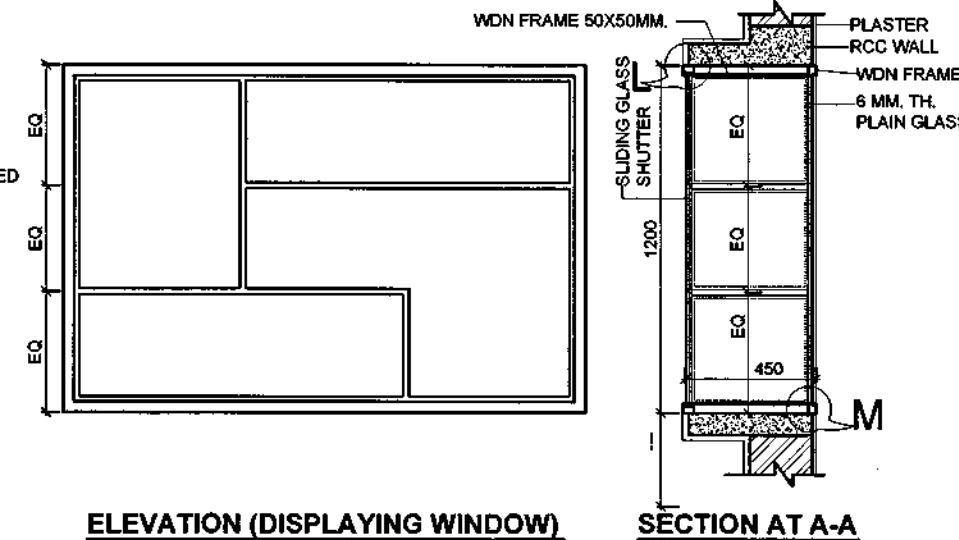 WDN FRAME 50X50MM.
PLASTER
RCC WALL
WDN FRAME
6 MM. TH.
PLAIN GLASS
L
SLIDING GLASS
SHUTTER
ED
EQ
EQ
EQ
EQ
EQ
EQ
1200
450
M
ELEVATION (DISPLAYING WINDOW)
SECTION AT A-A